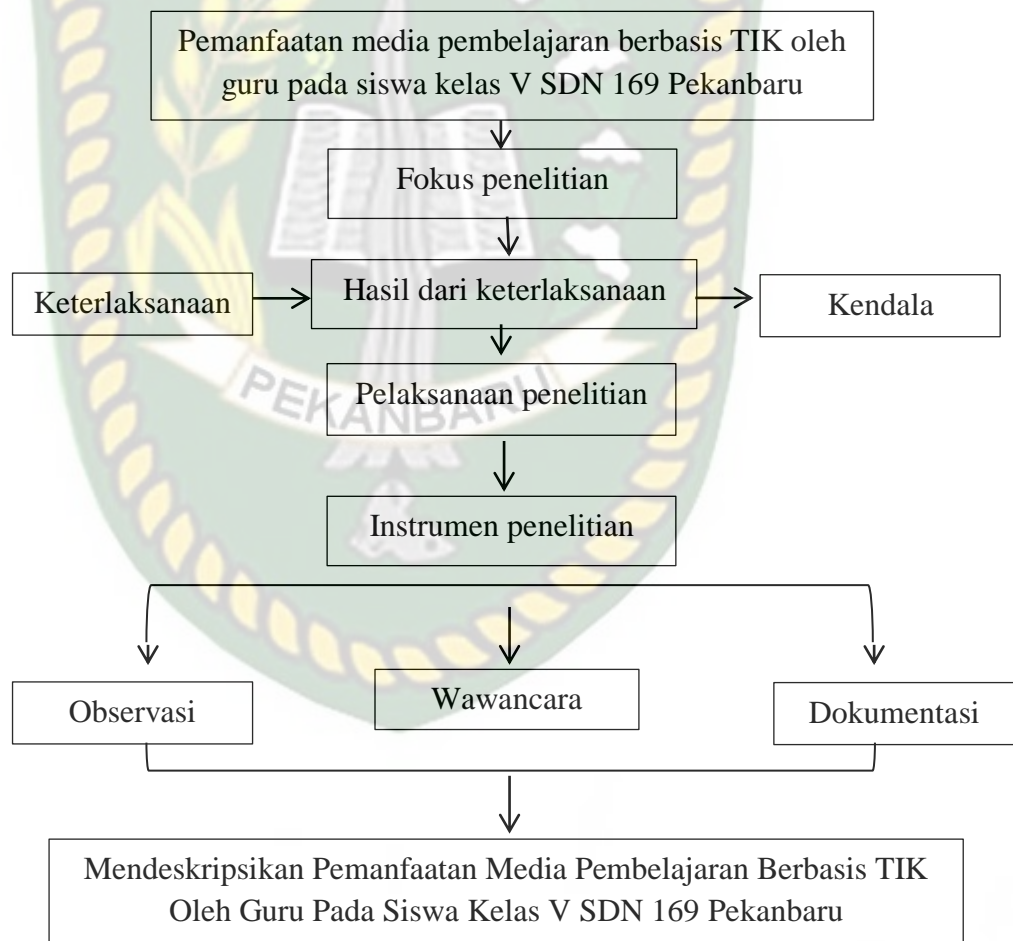 Pemanfaatan media pembelajaran berbasis TIK oleh
guru pada siswa kelas V SDN 169 Pekanbaru
Fokus penelitian
Keterlaksanaan
Hasil dari keterlaksanaan
Kendala
Pelaksanaan penelitian
PEKANBARU
Instrumen penelitian
Observasi
Wawancara
Dokumentasi
Mendeskripsikan Pemanfaatan Media Pembelajaran Berbasis TIK
Oleh Guru Pada Siswa Kelas V SDN 169 Pekanbaru